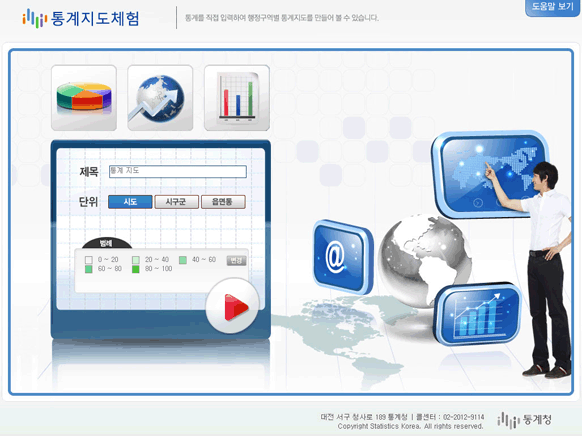 통계지도체험
통계를 직접 입력하여 행정구역별 통계지도를 만들어 볼 수 있습니다.
도움말 보기
제목 통계 지도
단위 시도 시구군 읍면동
범례
0 ~ 20 20 ~ 40 40 ~ 60 변경
60 ~ 80 80 ~ 100
@
대전 서구 청사로 189 통계청 | 콜센터 : 02-2012-9114
Copyright Statistics Korea. All rights reserved.
통계청